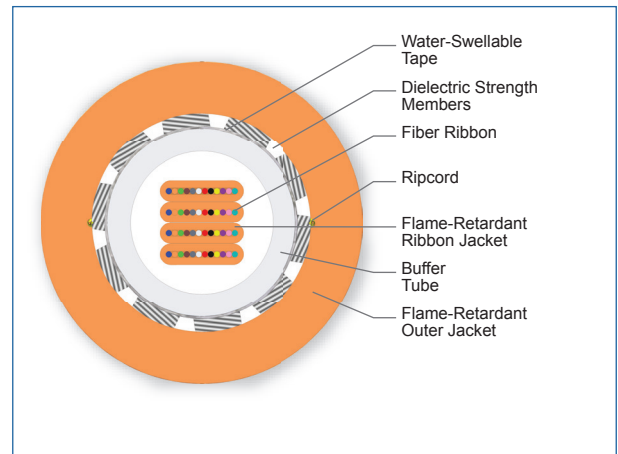 Water-Swellable
Tape
Dielectric Strength
Members
Fiber Ribbon
Ripcord
Flame-Retardant
Ribbon Jacket
Buffer
Tube
Flame-Retardant
Outer Jacket